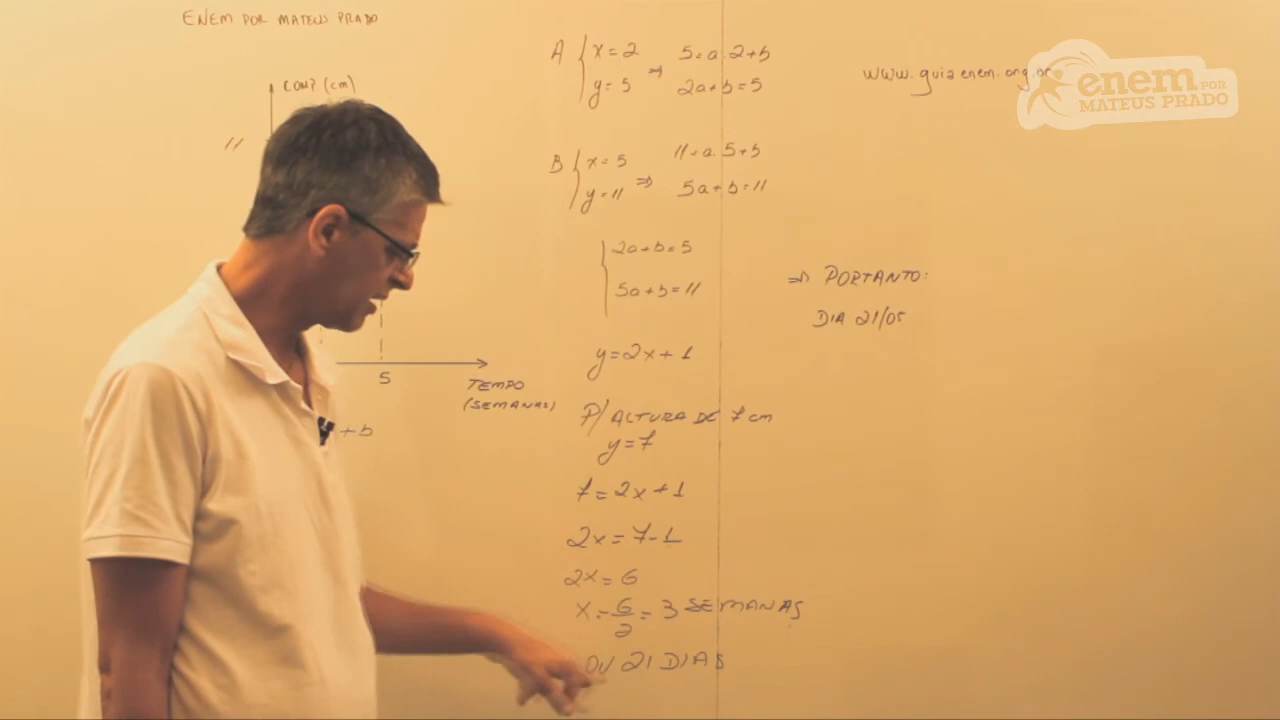 ENEM POR MATEUS PRADO
COMP. (cm)
11
5
TEMPO
(SEMANAS)
+ b
A { x = 2
y = 5
⇒
5 = a.2 + b
2a + b = 5
B { x = 5
y = 11
⇒
11 = a.5 + b
5a + b = 11
{ 2a + b = 5
5a + b = 11
y = 2x + 1
P/ ALTURA DE 7 cm
y = 7
7 = 2x + 1
2x = 7 - 1
2x = 6
x = 6/2 = 3 SEMANAS
OU 21 DIAS
⇒ PORTANTO:
DIA 21/05
www.guiaenem.org.br
enem
POR
MATEUS PRADO